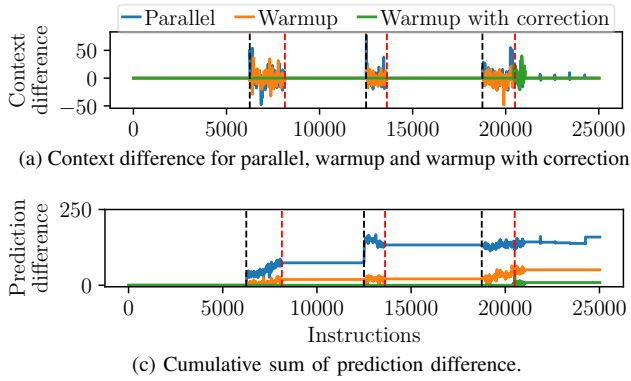 Parallel Warmup Warmup with correction
Context
difference
50
0
−50
0 5000 10000 15000 20000 25000
(a) Context difference for parallel, warmup and warmup with correction
Prediction
difference
250
0
0 5000 10000 15000 20000 25000
Instructions
(c) Cumulative sum of prediction difference.